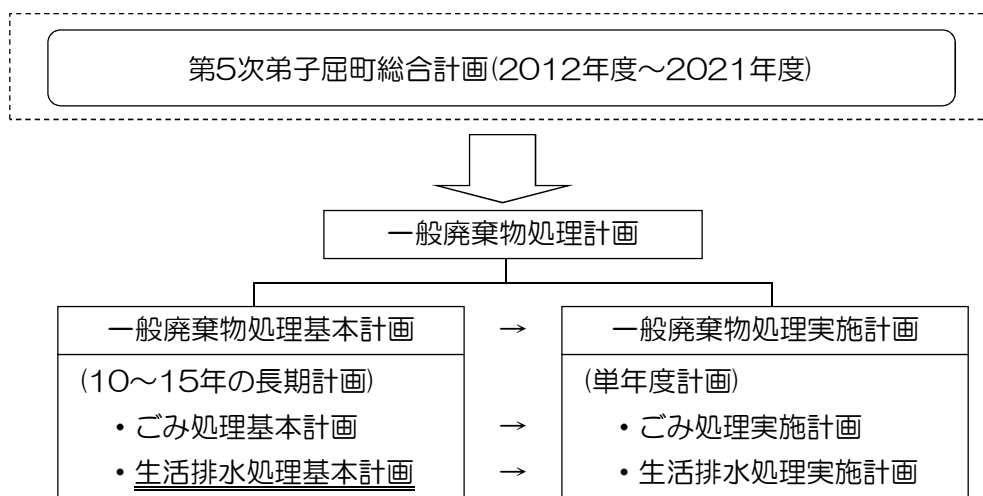 第5次弟子屈町総合計画(2012年度～2021年度)
一般廃棄物処理計画
一般廃棄物処理基本計画 → 一般廃棄物処理実施計画
(10～15年の長期計画) (単年度計画)
・ごみ処理基本計画 → ・ごみ処理実施計画
・生活排水処理基本計画 → ・生活排水処理実施計画